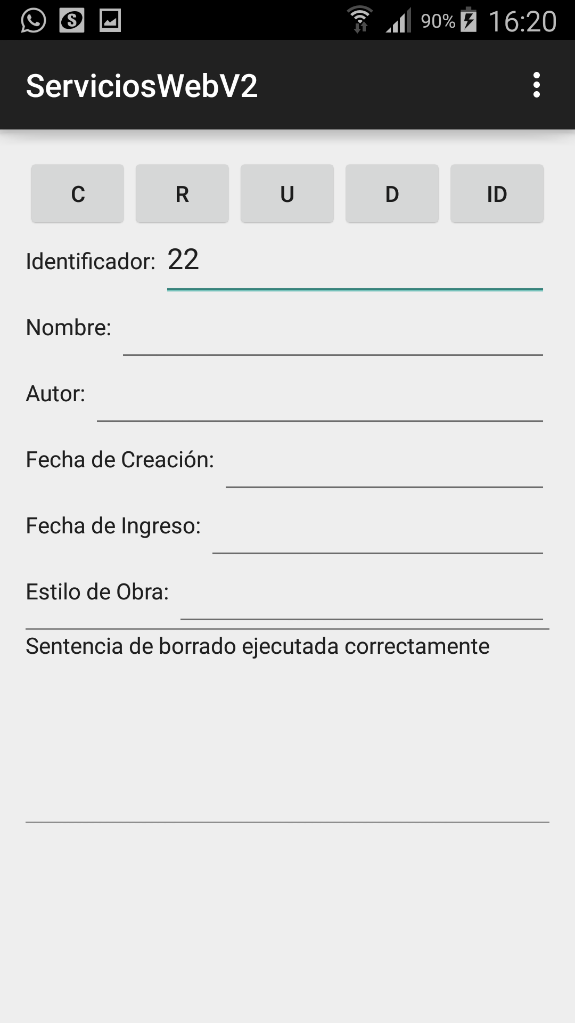 90% 16:20
ServiciosWebV2
C R U D ID
Identificador: 22
Nombre:
Autor:
Fecha de Creación:
Fecha de Ingreso:
Estilo de Obra:
Sentencia de borrado ejecutada correctamente